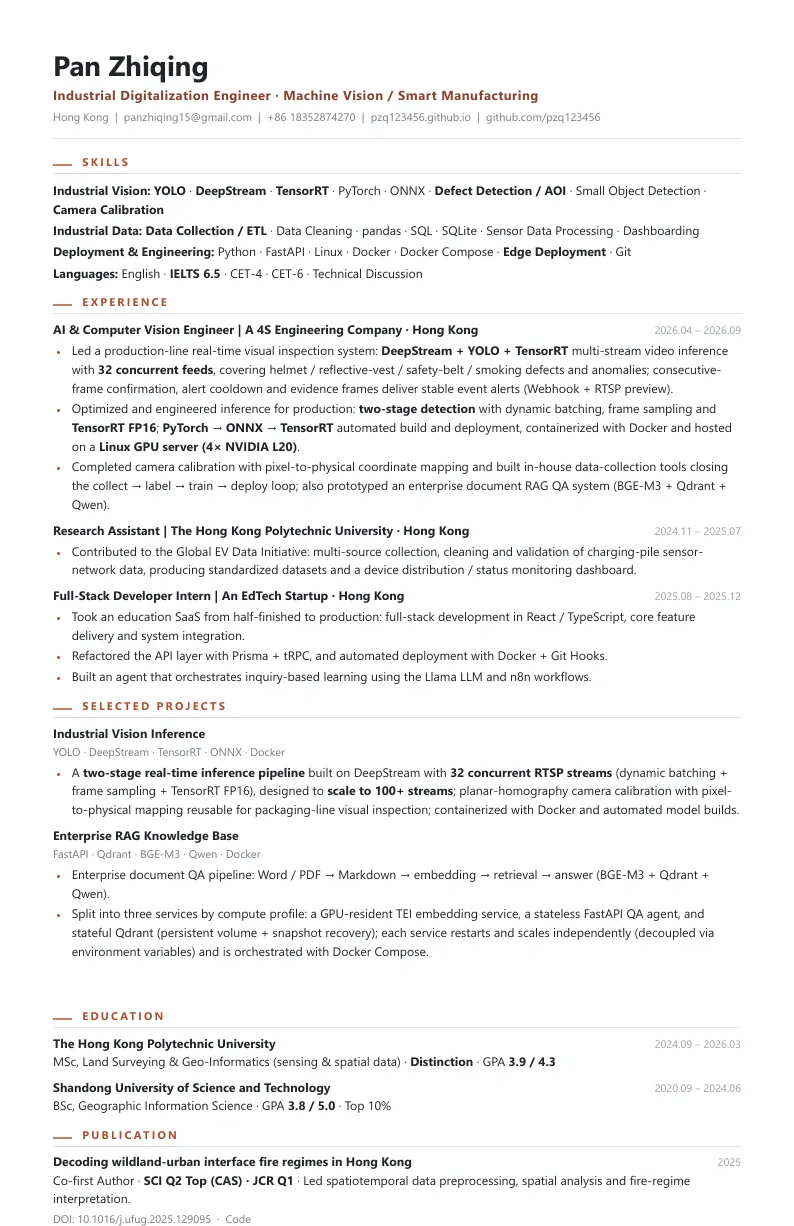 Pan Zhiqing
Industrial Digitalization Engineer · Machine Vision / Smart Manufacturing
Hong Kong | panzhiqing15@gmail.com | +86 18352874270 | pzq123456.github.io | github.com/pzq123456
SKILLS
Industrial Vision: YOLO · DeepStream · TensorRT · PyTorch · ONNX · Defect Detection / AOI · Small Object Detection ·
Camera Calibration
Industrial Data: Data Collection / ETL · Data Cleaning · pandas · SQL · SQLite · Sensor Data Processing · Dashboarding
Deployment & Engineering: Python · FastAPI · Linux · Docker · Docker Compose · Edge Deployment · Git
Languages: English · IELTS 6.5 · CET-4 · CET-6 · Technical Discussion
EXPERIENCE
AI & Computer Vision Engineer | A 4S Engineering Company · Hong Kong 2026.04 – 2026.09
• Led a production-line real-time visual inspection system: DeepStream + YOLO + TensorRT multi-stream video inference
with 32 concurrent feeds, covering helmet / reflective-vest / safety-belt / smoking defects and anomalies; consecutive-
frame confirmation, alert cooldown and evidence frames deliver stable event alerts (Webhook + RTSP preview).
• Optimized and engineered inference for production: two-stage detection with dynamic batching, frame sampling and
TensorRT FP16; PyTorch → ONNX → TensorRT automated build and deployment, containerized with Docker and hosted
on a Linux GPU server (4× NVIDIA L20).
• Completed camera calibration with pixel-to-physical coordinate mapping and built in-house data-collection tools closing
the collect → label → train → deploy loop; also prototyped an enterprise document RAG QA system (BGE-M3 + Qdrant +
Qwen).
Research Assistant | The Hong Kong Polytechnic University · Hong Kong 2024.11 – 2025.07
• Contributed to the Global EV Data Initiative: multi-source collection, cleaning and validation of charging-pile sensor-
network data, producing standardized datasets and a device distribution / status monitoring dashboard.
Full-Stack Developer Intern | An EdTech Startup · Hong Kong 2025.08 – 2025.12
• Took an education SaaS from half-finished to production: full-stack development in React / TypeScript, core feature
delivery and system integration.
• Refactored the API layer with Prisma + tRPC, and automated deployment with Docker + Git Hooks.
• Built an agent that orchestrates inquiry-based learning using the Llama LLM and n8n workflows.
SELECTED PROJECTS
Industrial Vision Inference
YOLO · DeepStream · TensorRT · ONNX · Docker
• A two-stage real-time inference pipeline built on DeepStream with 32 concurrent RTSP streams (dynamic batching +
frame sampling + TensorRT FP16), designed to scale to 100+ streams; planar-homography camera calibration with pixel-
to-physical mapping reusable for packaging-line visual inspection; containerized with Docker and automated model builds.
Enterprise RAG Knowledge Base
FastAPI · Qdrant · BGE-M3 · Qwen · Docker
• Enterprise document QA pipeline: Word / PDF → Markdown → embedding → retrieval → answer (BGE-M3 + Qdrant +
Qwen).
• Split into three services by compute profile: a GPU-resident TEI embedding service, a stateless FastAPI QA agent, and
stateful Qdrant (persistent volume + snapshot recovery); each service restarts and scales independently (decoupled via
environment variables) and is orchestrated with Docker Compose.
EDUCATION
The Hong Kong Polytechnic University 2024.09 – 2026.03
MSc, Land Surveying & Geo-Informatics (sensing & spatial data) · Distinction · GPA 3.9 / 4.3
Shandong University of Science and Technology 2020.09 – 2024.06
BSc, Geographic Information Science · GPA 3.8 / 5.0 · Top 10%
PUBLICATION
Decoding wildland-urban interface fire regimes in Hong Kong 2025
Co-first Author · SCI Q2 Top (CAS) · JCR Q1 · Led spatiotemporal data preprocessing, spatial analysis and fire-regime
interpretation.
DOI: 10.1016/j.ufug.2025.129095 · Code